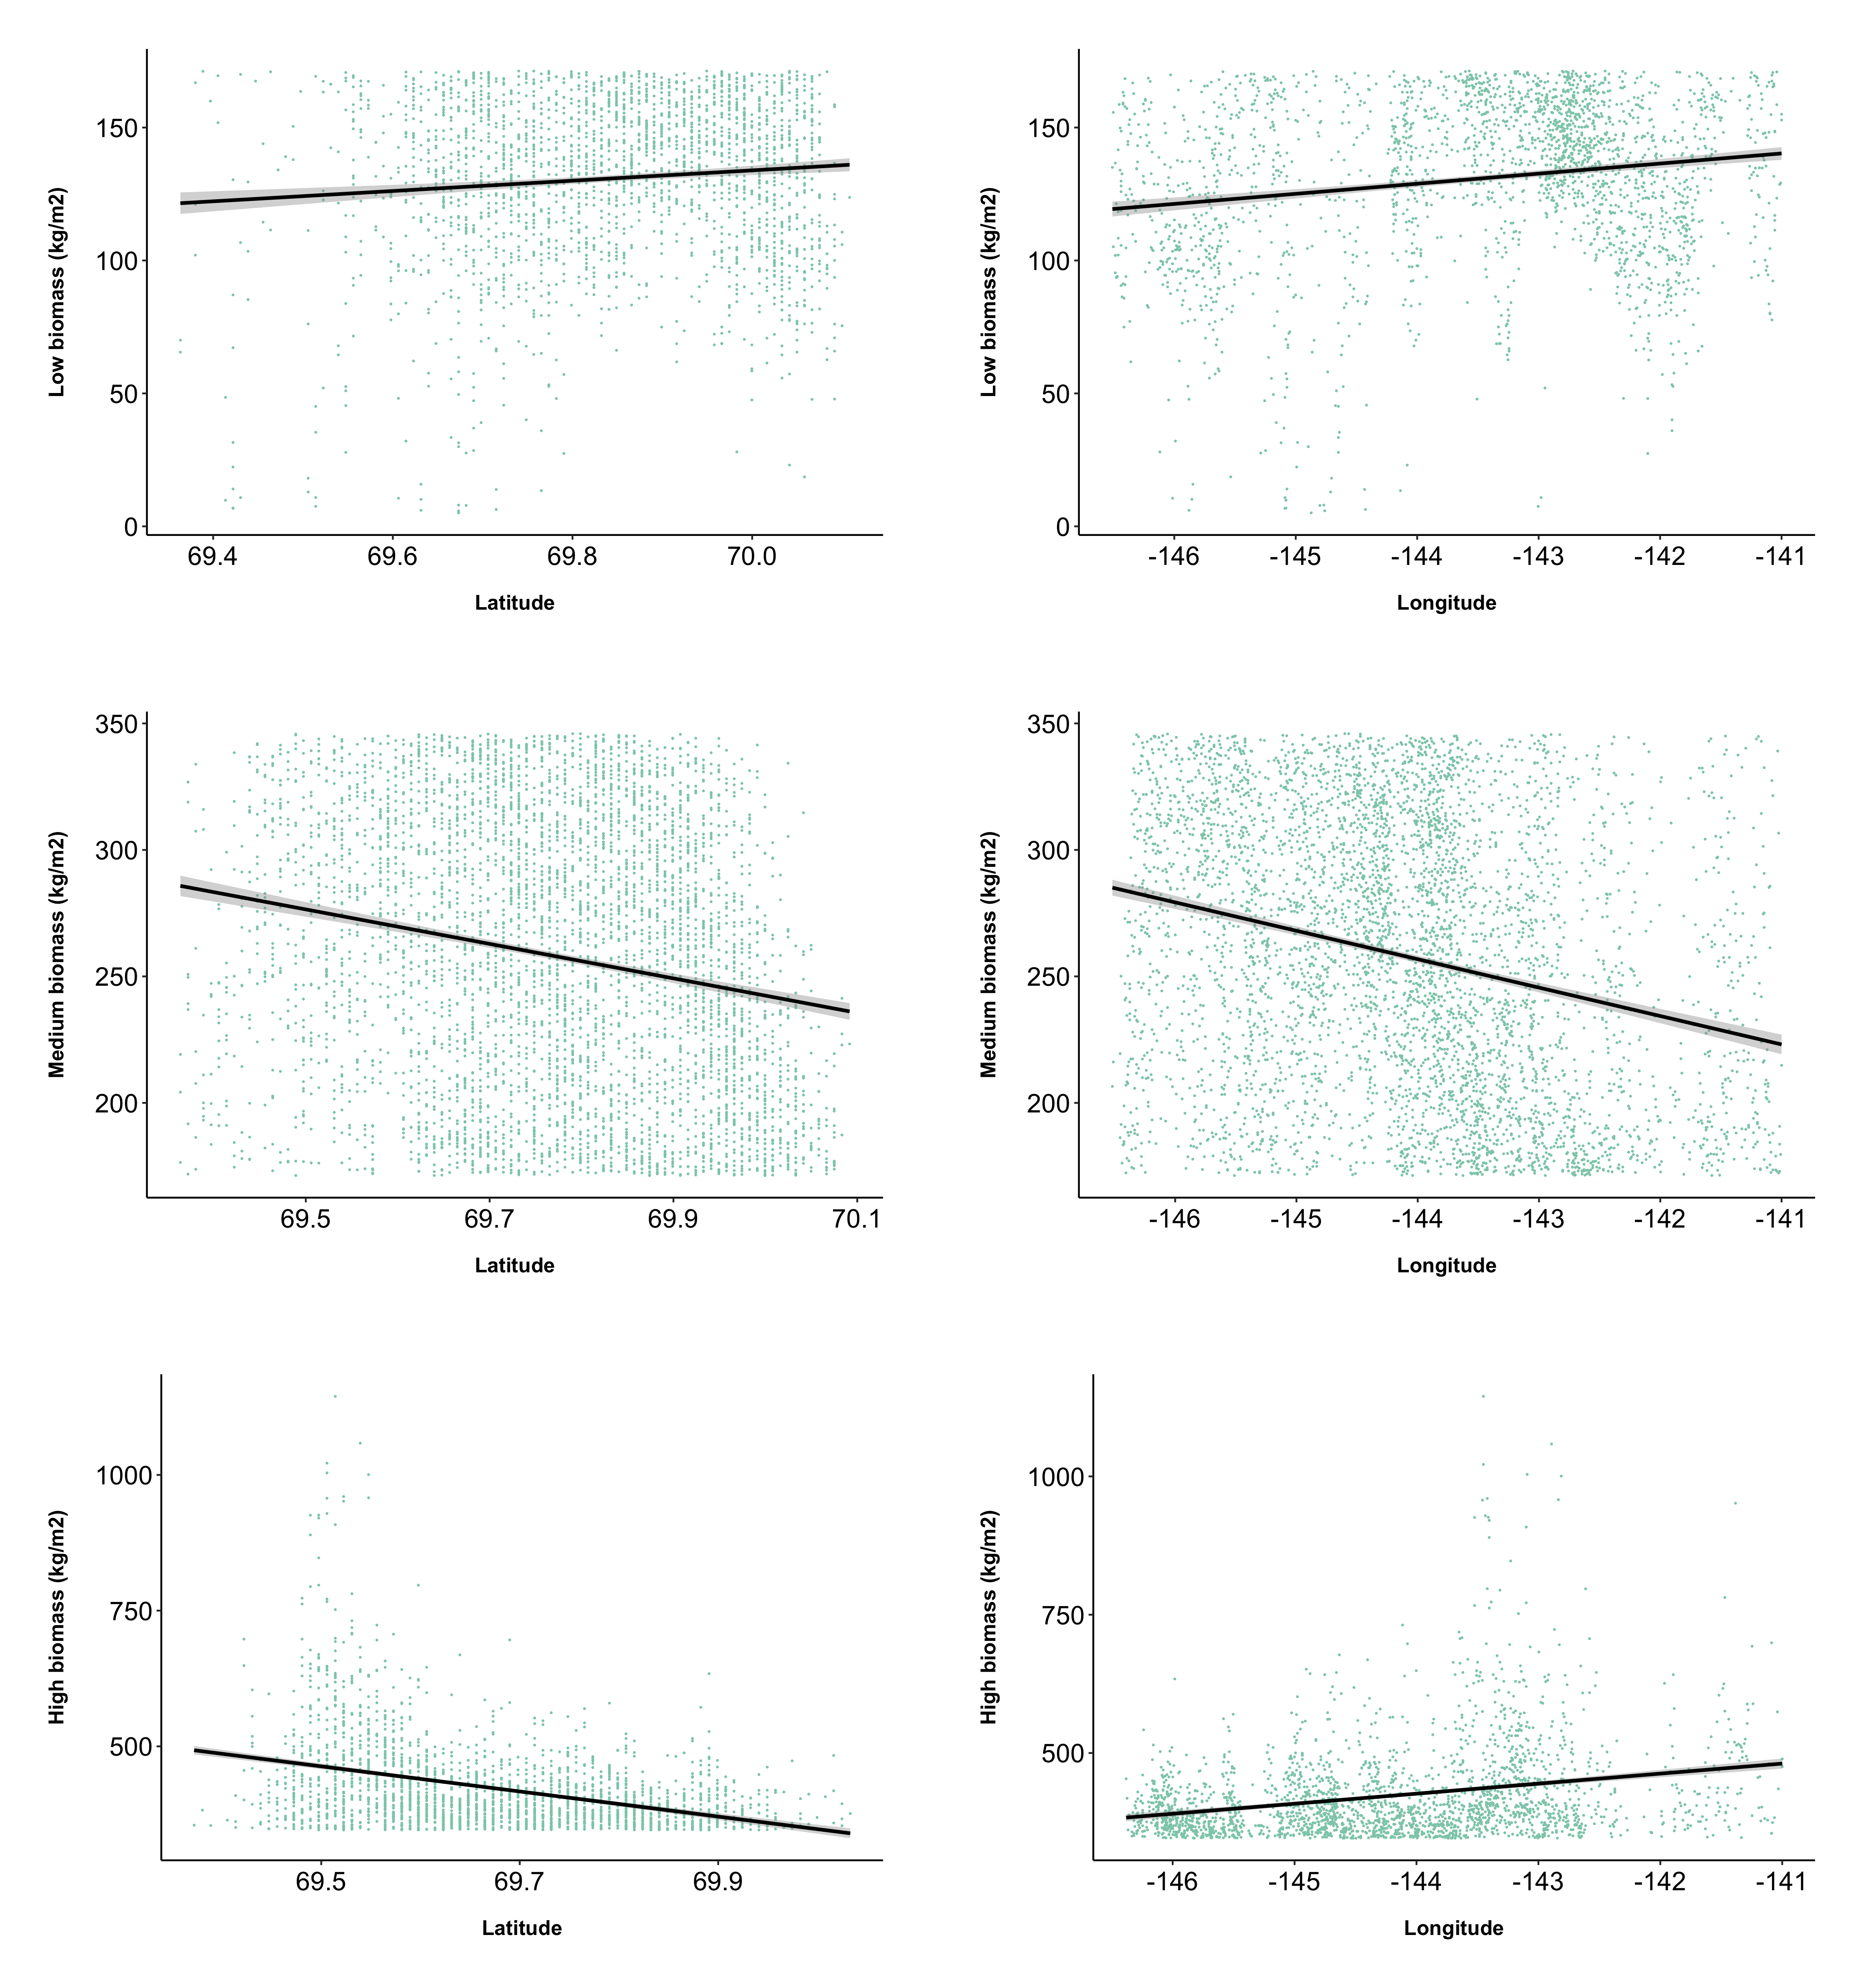 Low biomass (kg/m2)
150
100
50
0
69.4 69.6 69.8 70.0
Latitude
Low biomass (kg/m2)
150
100
50
0
-146 -145 -144 -143 -142 -141
Longitude
Medium biomass (kg/m2)
350
300
250
200
69.5 69.7 69.9 70.1
Latitude
Medium biomass (kg/m2)
350
300
250
200
-146 -145 -144 -143 -142 -141
Longitude
High biomass (kg/m2)
1000
750
500
69.5 69.7 69.9
Latitude
High biomass (kg/m2)
1000
750
500
-146 -145 -144 -143 -142 -141
Longitude